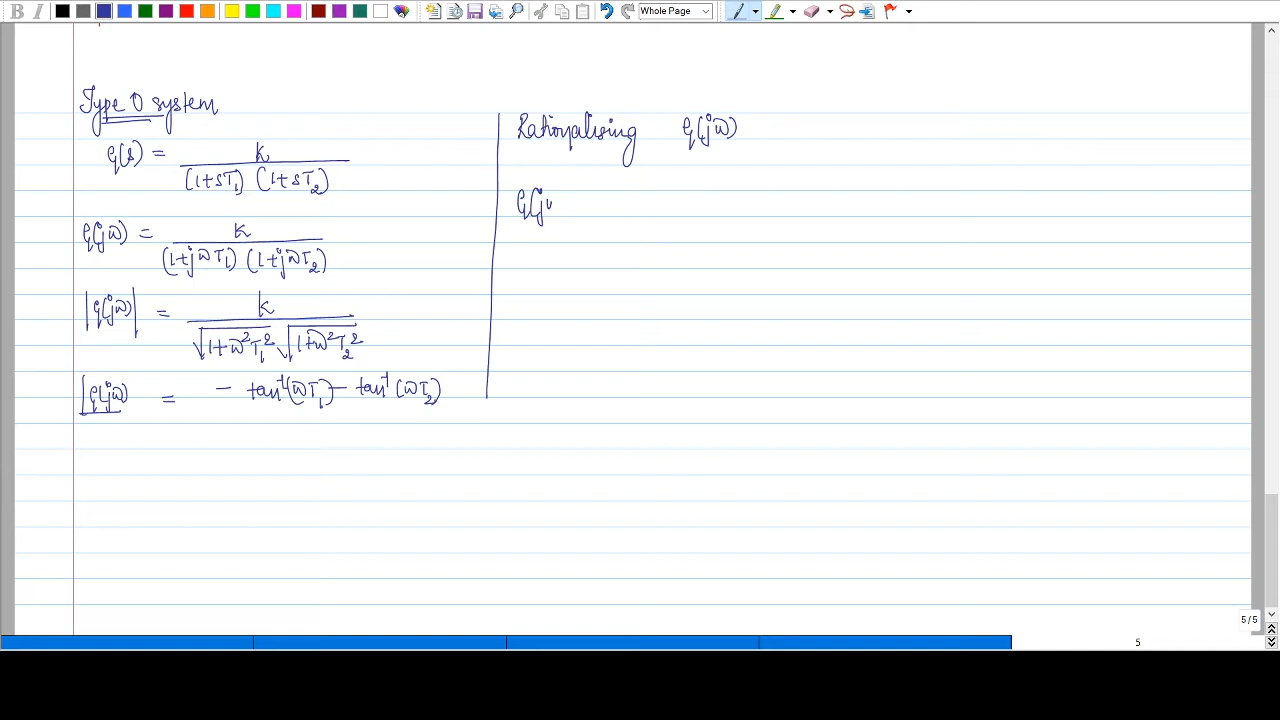 B I Whole Page
Type 0 system
G(s) = K / (1+sT₁) (1+sT₂)
G(jω) = K / (1+jωT₁) (1+jωT₂)
|G(jω)| = K / √1+ω²T₁² √1+ω²T₂²
∠G(jω) = - tan⁻¹(ωT₁) - tan⁻¹(ωT₂)
Rationalising G(jω)
G(jω
5/5
5